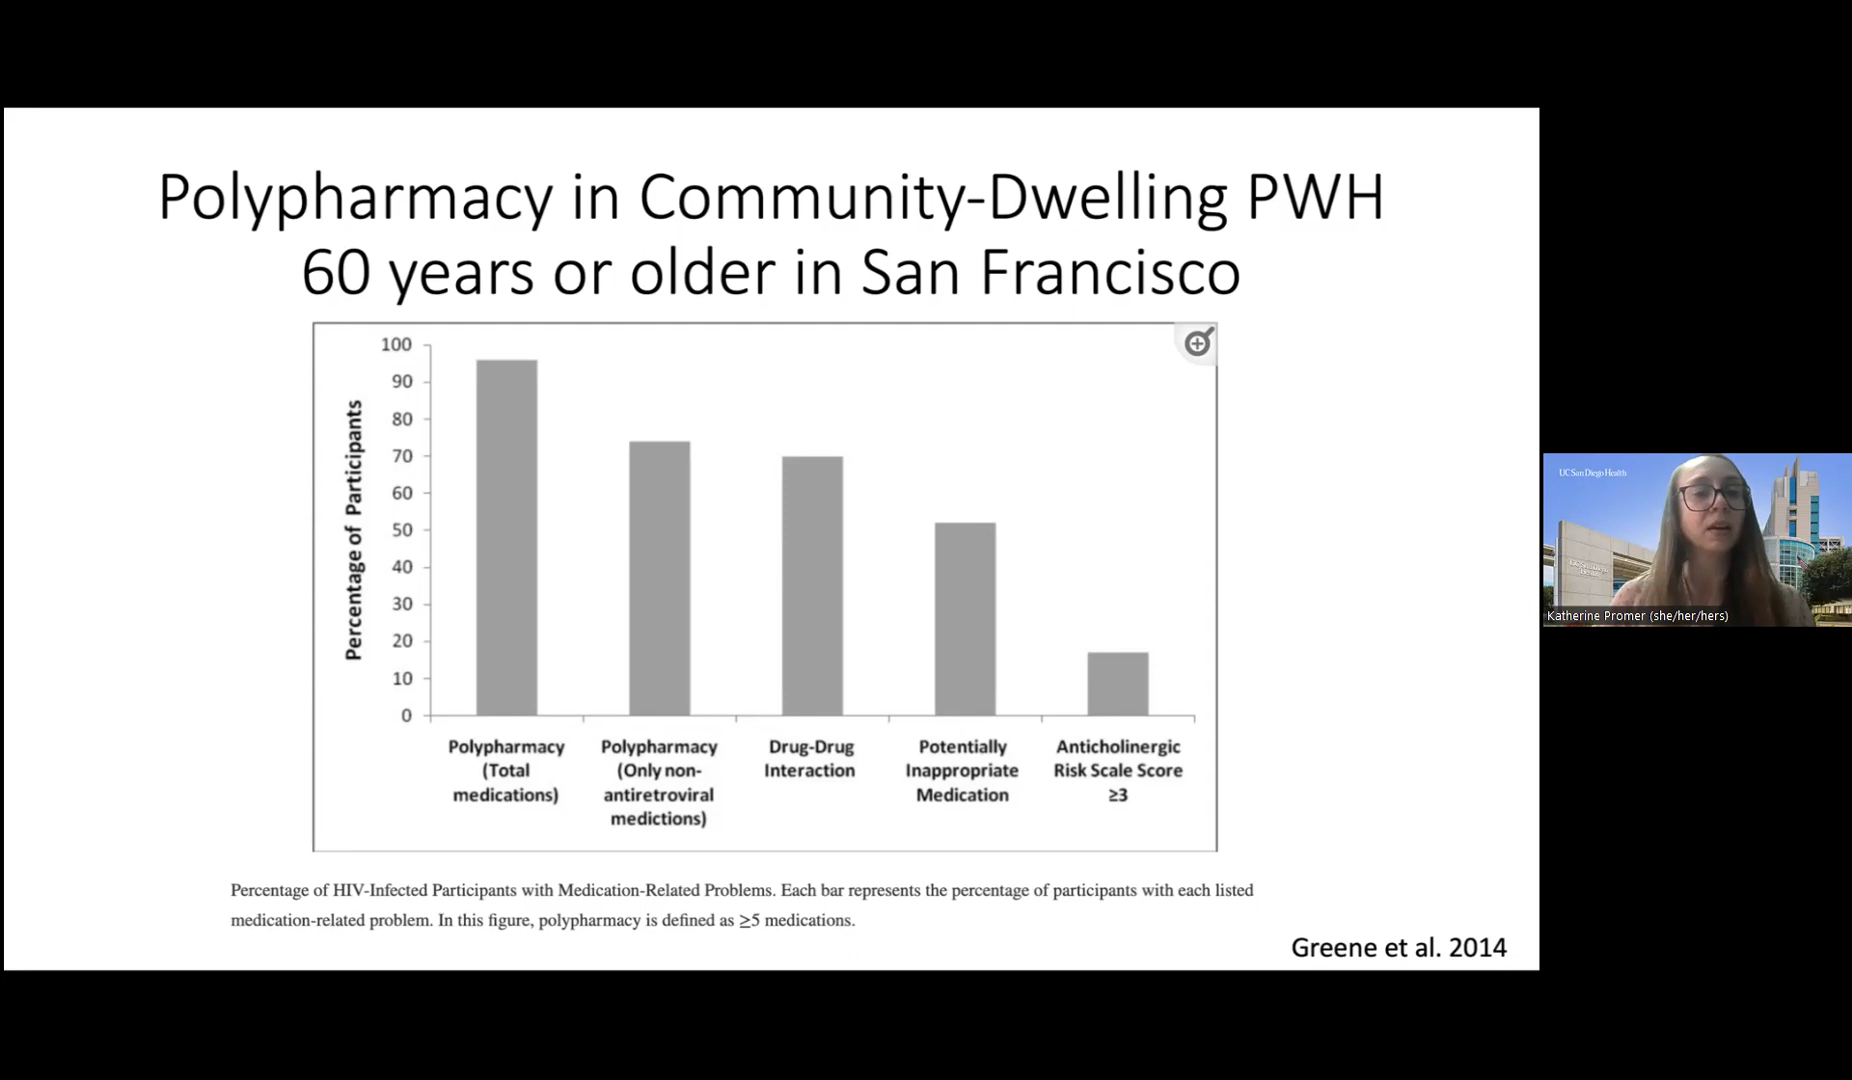 Polypharmacy in Community-Dwelling PWH
60 years or older in San Francisco
Percentage of Participants
100
90
80
70
60
50
40
30
20
10
0
Polypharmacy
(Total
medications)
Polypharmacy
(Only non-
antiretroviral
medictions)
Drug-Drug
Interaction
Potentially
Inappropriate
Medication
Anticholinergic
Risk Scale Score
≥3
Percentage of HIV-Infected Participants with Medication-Related Problems. Each bar represents the percentage of participants with each listed
medication-related problem. In this figure, polypharmacy is defined as ≥5 medications.
Greene et al. 2014
UC San Diego Health
Katherine Promer (she/her/hers)